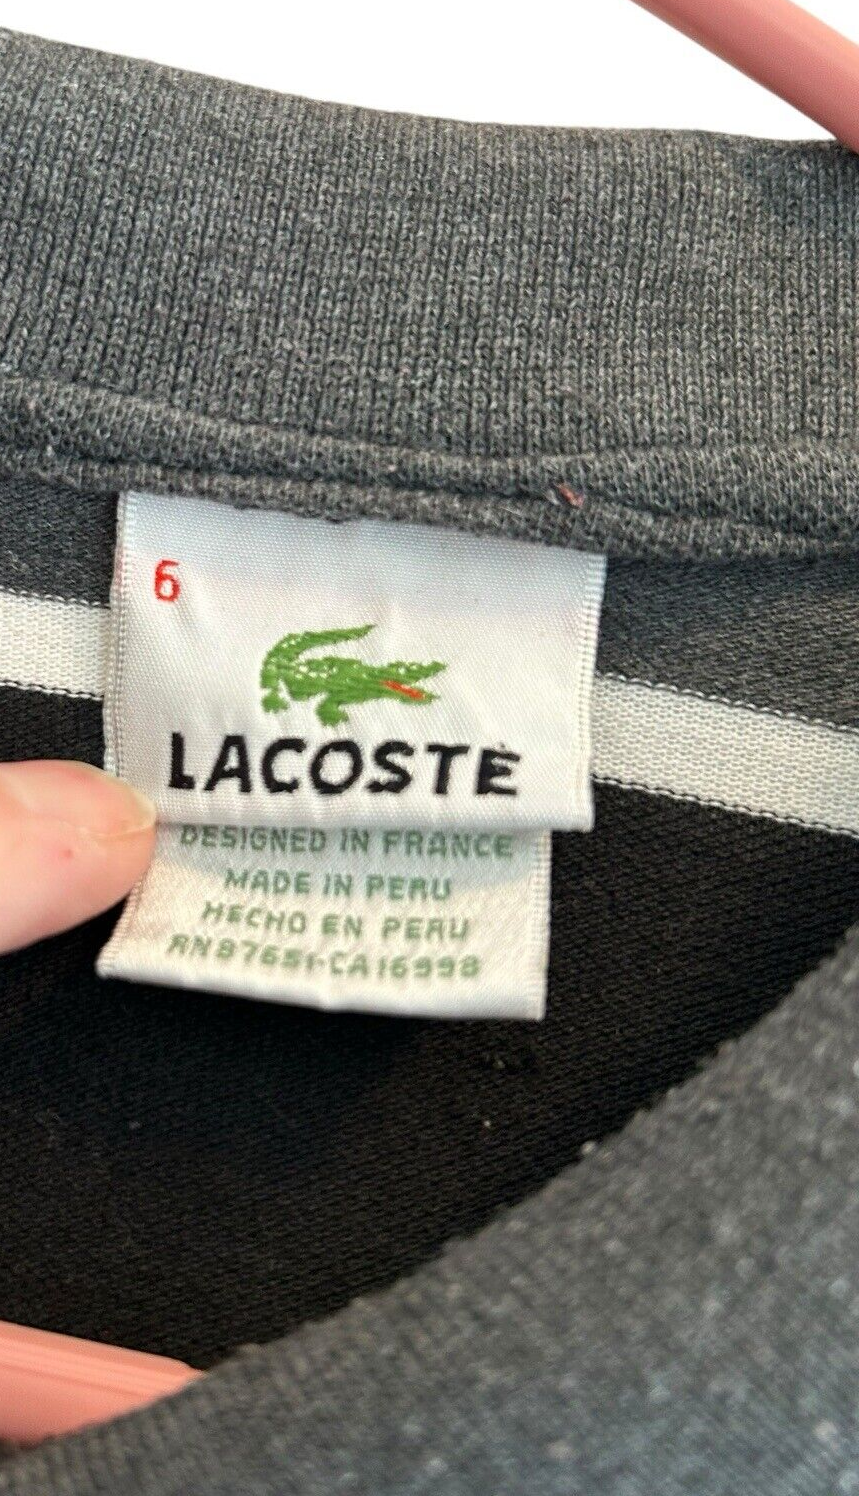 6
LACOSTE
DESIGNED IN FRANCE
MADE IN PERU
HECHO EN PERU
RN87651-CA16998